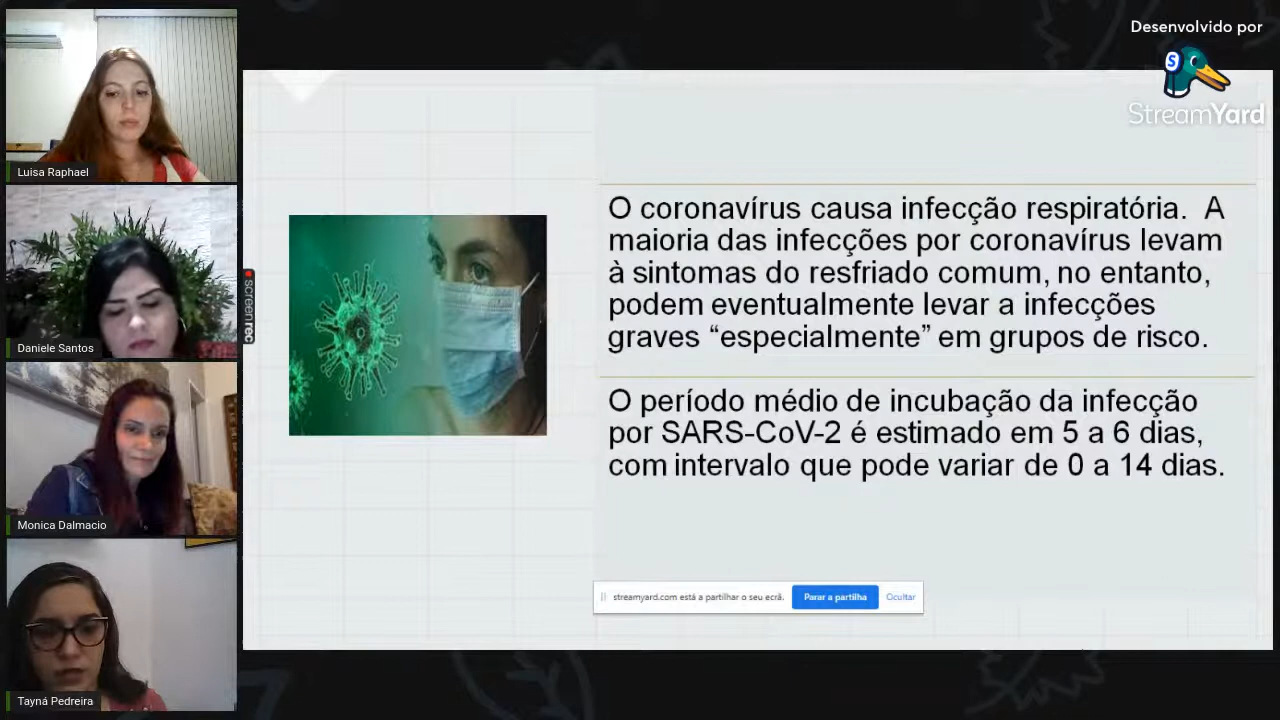 Desenvolvido por
S
StreamYard
Luisa Raphael
Daniele Santos
Monica Dalmacio
Tayná Pedreira
screenrec
O coronavírus causa infecção respiratória. A
maioria das infecções por coronavírus levam
à sintomas do resfriado comum, no entanto,
podem eventualmente levar a infecções
graves “especialmente” em grupos de risco.
O período médio de incubação da infecção
por SARS-CoV-2 é estimado em 5 a 6 dias,
com intervalo que pode variar de 0 a 14 dias.
streamyard.com está a partilhar o seu ecrã. Parar a partilha Ocultar